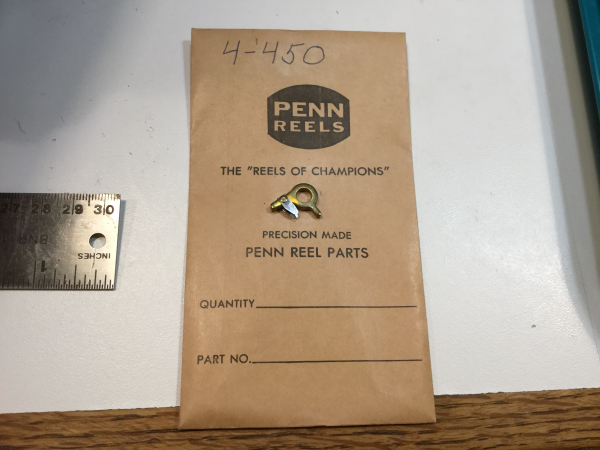 4-450
PENN
REELS
THE "REELS OF CHAMPIONS"
PRECISION MADE
PENN REEL PARTS
QUANTITY
PART NO.
28 29 30
1
INCHES